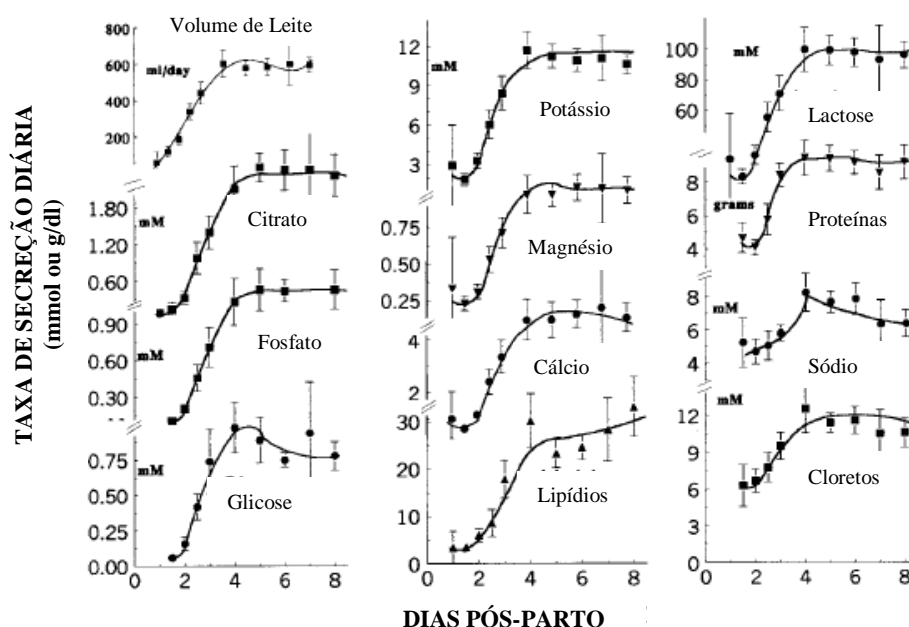 TAXA DE SECREÇÃO DIÁRIA
(mmol ou g/dl)
Volume de Leite
800
600
ml/day
400
200
1.80
mM
Citrato
1.20
0.60
0.90
mM
Fosfato
0.60
0.30
0.75
mM
0.50
Glicose
0.25
0.00
0 2 4 6 8
12
mM
9
Potássio
6
3
0.75
Magnésio
0.50
0.25
4
Cálcio
2
30
20
Lipídios
10
0
0 2 4 6 8
100
mM
80
60
Lactose
8
grams
Proteínas
6
4
8
mM
6
Sódio
4
12
mM
9
Cloretos
6
3
0
0 2 4 6 8
DIAS PÓS-PARTO